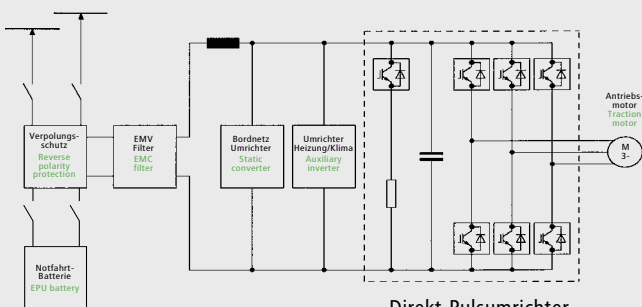 Verpolungs-
schutz
Reverse
polarity
protection
EMV
Filter
EMC
filter
Bordnetz
Umrichter
Static
converter
Umrichter
Heizung/Klima
Auxiliary
inverter
Antriebs-
motor
Traction
motor
M
3~
Notfahrt-
Batterie
EPU battery
Direkt-Pulsumrichter